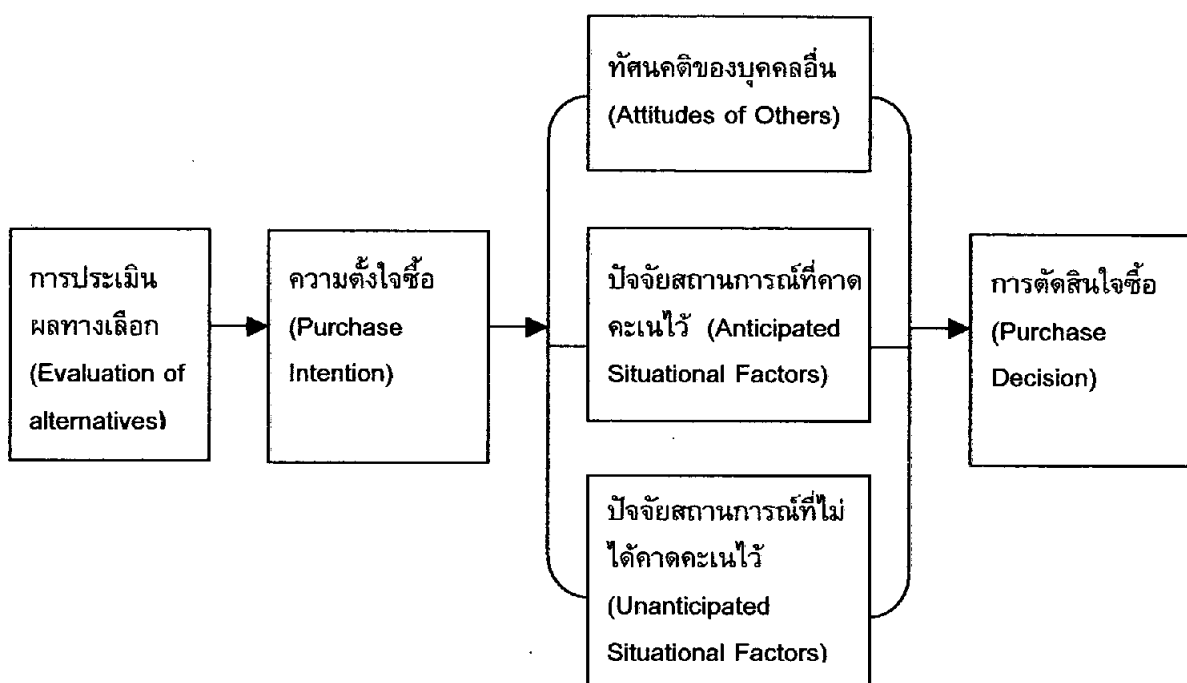 การประเมิน
ผลทางเลือก
(Evaluation of
alternatives)
ความตั้งใจซื้อ
(Purchase
Intention)
ทัศนคติของบุคคลอื่น
(Attitudes of Others)
ปัจจัยสถานการณ์ที่คาด
คะเนไว้ (Anticipated
Situational Factors)
ปัจจัยสถานการณ์ที่ไม่
ได้คาดคะเนไว้
(Unanticipated
Situational Factors)
การตัดสินใจซื้อ
(Purchase
Decision)